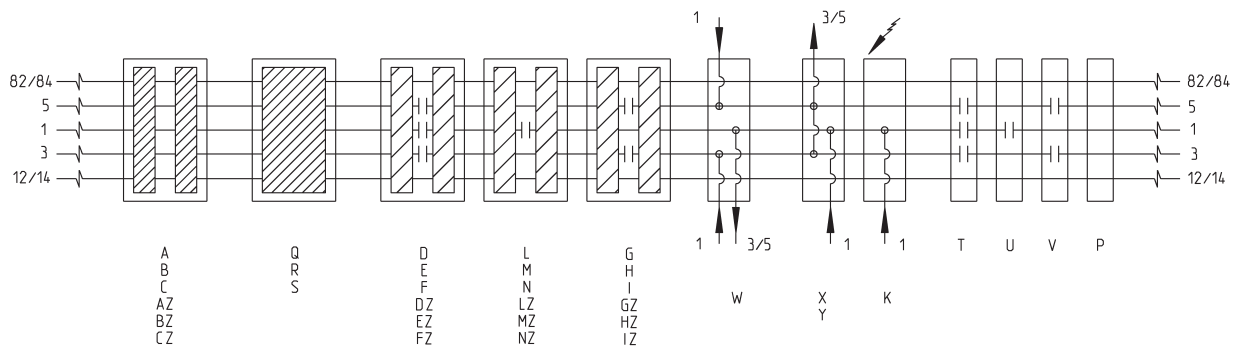 1 3/5
82/84 82/84
5 5
1 1
3 3
12/14 12/14
1 3/5 1 1
A Q D L G W X K T U V P
B R E M H Y
C S F N I
AZ DZ LZ GZ
BZ EZ MZ HZ
CZ FZ NZ IZ